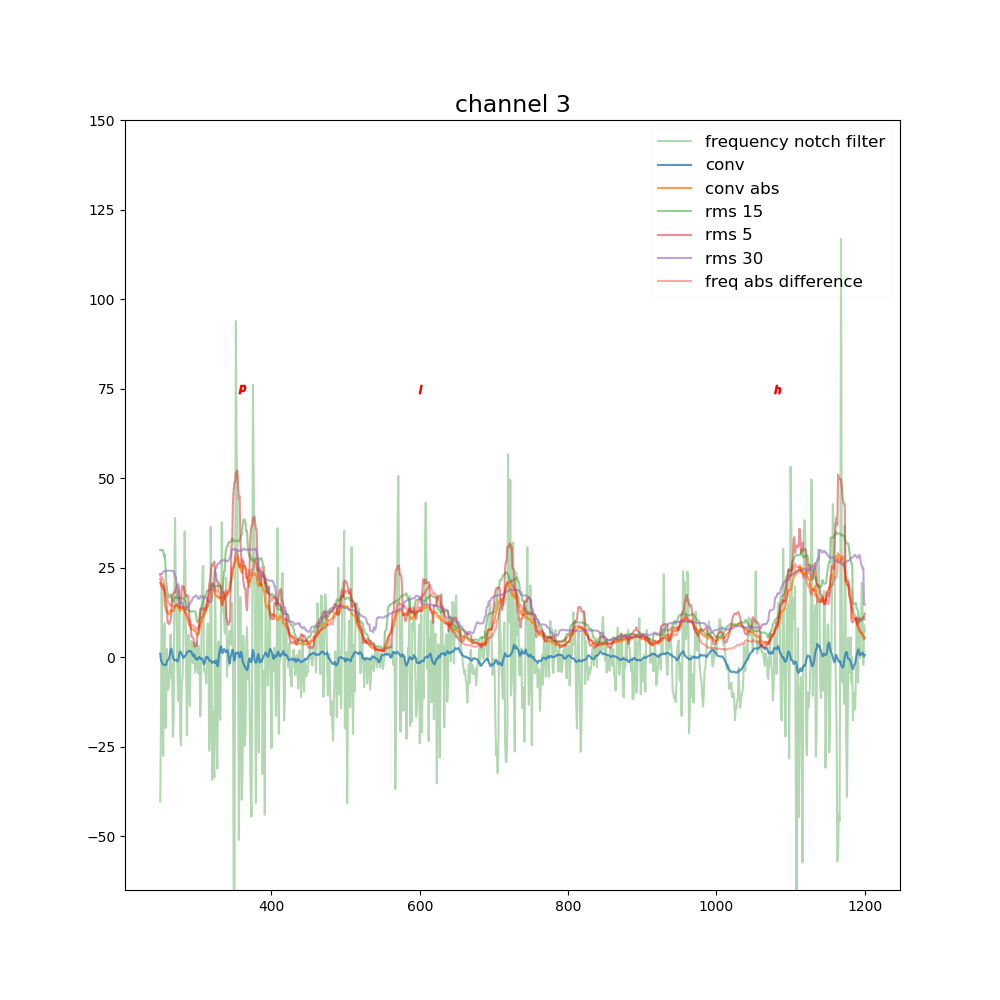 channel 3
150
125
100
75
50
25
0
−25
−50
frequency notch filter
conv
conv abs
rms 15
rms 5
rms 30
freq abs difference
p l h
400 600 800 1000 1200